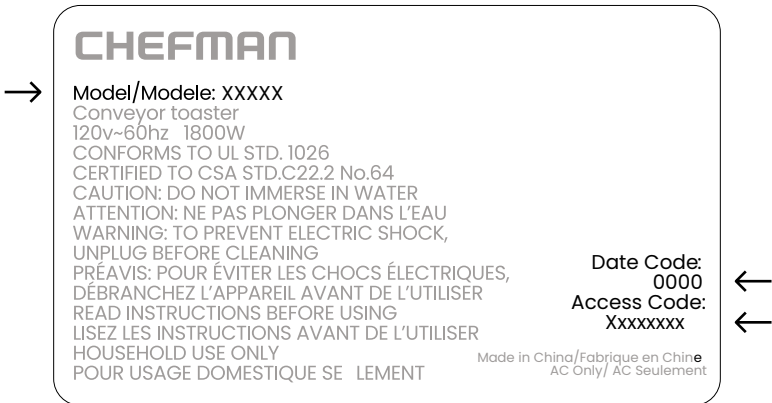 CHEFMAN
Model/Modele: XXXXX
Conveyor toaster
120v~60hz 1800W
CONFORMS TO UL STD. 1026
CERTIFIED TO CSA STD.C22.2 No.64
CAUTION: DO NOT IMMERSE IN WATER
ATTENTION: NE PAS PLONGER DANS L'EAU
WARNING: TO PREVENT ELECTRIC SHOCK,
UNPLUG BEFORE CLEANING
PRÉAVIS: POUR ÉVITER LES CHOCS ÉLECTRIQUES,
DÉBRANCHEZ L'APPAREIL AVANT DE L'UTILISER
READ INSTRUCTIONS BEFORE USING
LISEZ LES INSTRUCTIONS AVANT DE L'UTILISER
HOUSEHOLD USE ONLY
POUR USAGE DOMESTIQUE SE LEMENT
Date Code:
0000
Access Code:
Xxxxxxxx
Made in China/Fabrique en Chine
AC Only/ AC Seulement